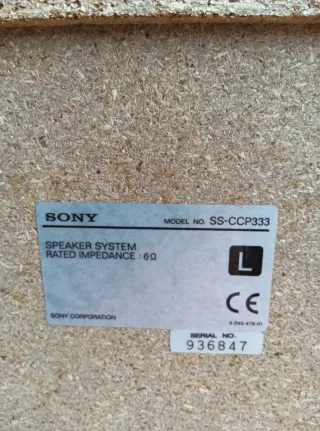 SONY MODEL NO. SS-CCP333
SPEAKER SYSTEM
RATED IMPEDANCE : 6Ω
L
CE
SONY CORPORATION
SERIAL NO.
936847